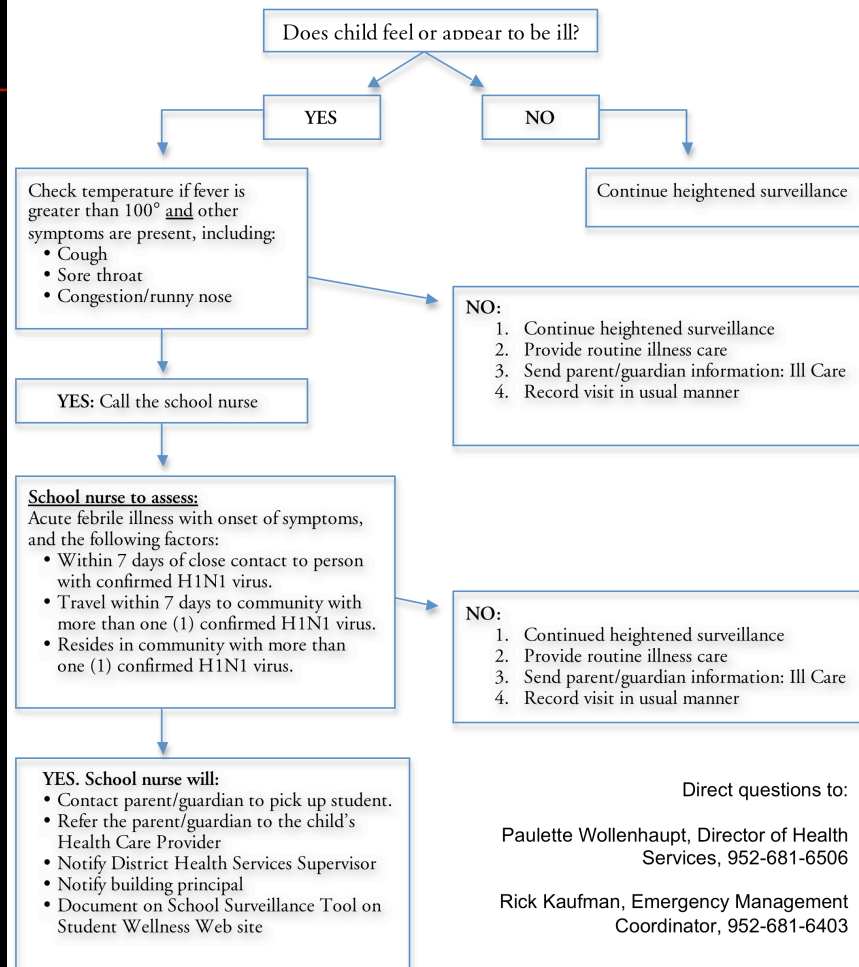 Does child feel or appear to be ill?
YES
NO
Check temperature if fever is
greater than 100° and other
symptoms are present, including:
• Cough
• Sore throat
• Congestion/runny nose
Continue heightened surveillance
NO:
1. Continue heightened surveillance
2. Provide routine illness care
3. Send parent/guardian information: Ill Care
4. Record visit in usual manner
YES: Call the school nurse
School nurse to assess:
Acute febrile illness with onset of symptoms,
and the following factors:
• Within 7 days of close contact to person
with confirmed H1N1 virus.
• Travel within 7 days to community with
more than one (1) confirmed H1N1 virus.
• Resides in community with more than
one (1) confirmed H1N1 virus.
NO:
1. Continued heightened surveillance
2. Provide routine illness care
3. Send parent/guardian information: Ill Care
4. Record visit in usual manner
YES. School nurse will:
• Contact parent/guardian to pick up student.
• Refer the parent/guardian to the child’s
Health Care Provider
• Notify District Health Services Supervisor
• Notify building principal
• Document on School Surveillance Tool on
Student Wellness Web site
Direct questions to:
Paulette Wollenhaupt, Director of Health
Services, 952-681-6506
Rick Kaufman, Emergency Management
Coordinator, 952-681-6403